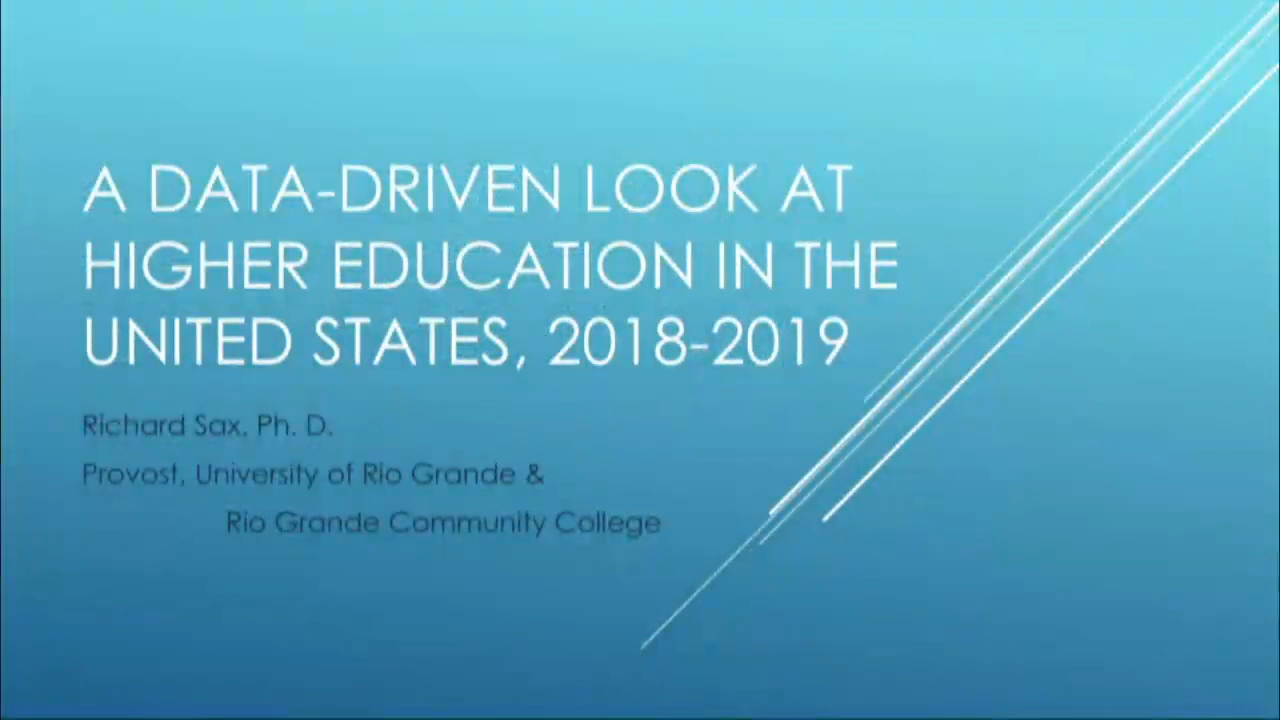 A DATA-DRIVEN LOOK AT
HIGHER EDUCATION IN THE
UNITED STATES, 2018-2019
Richard Sax, Ph. D.
Provost, University of Rio Grande &
Rio Grande Community College